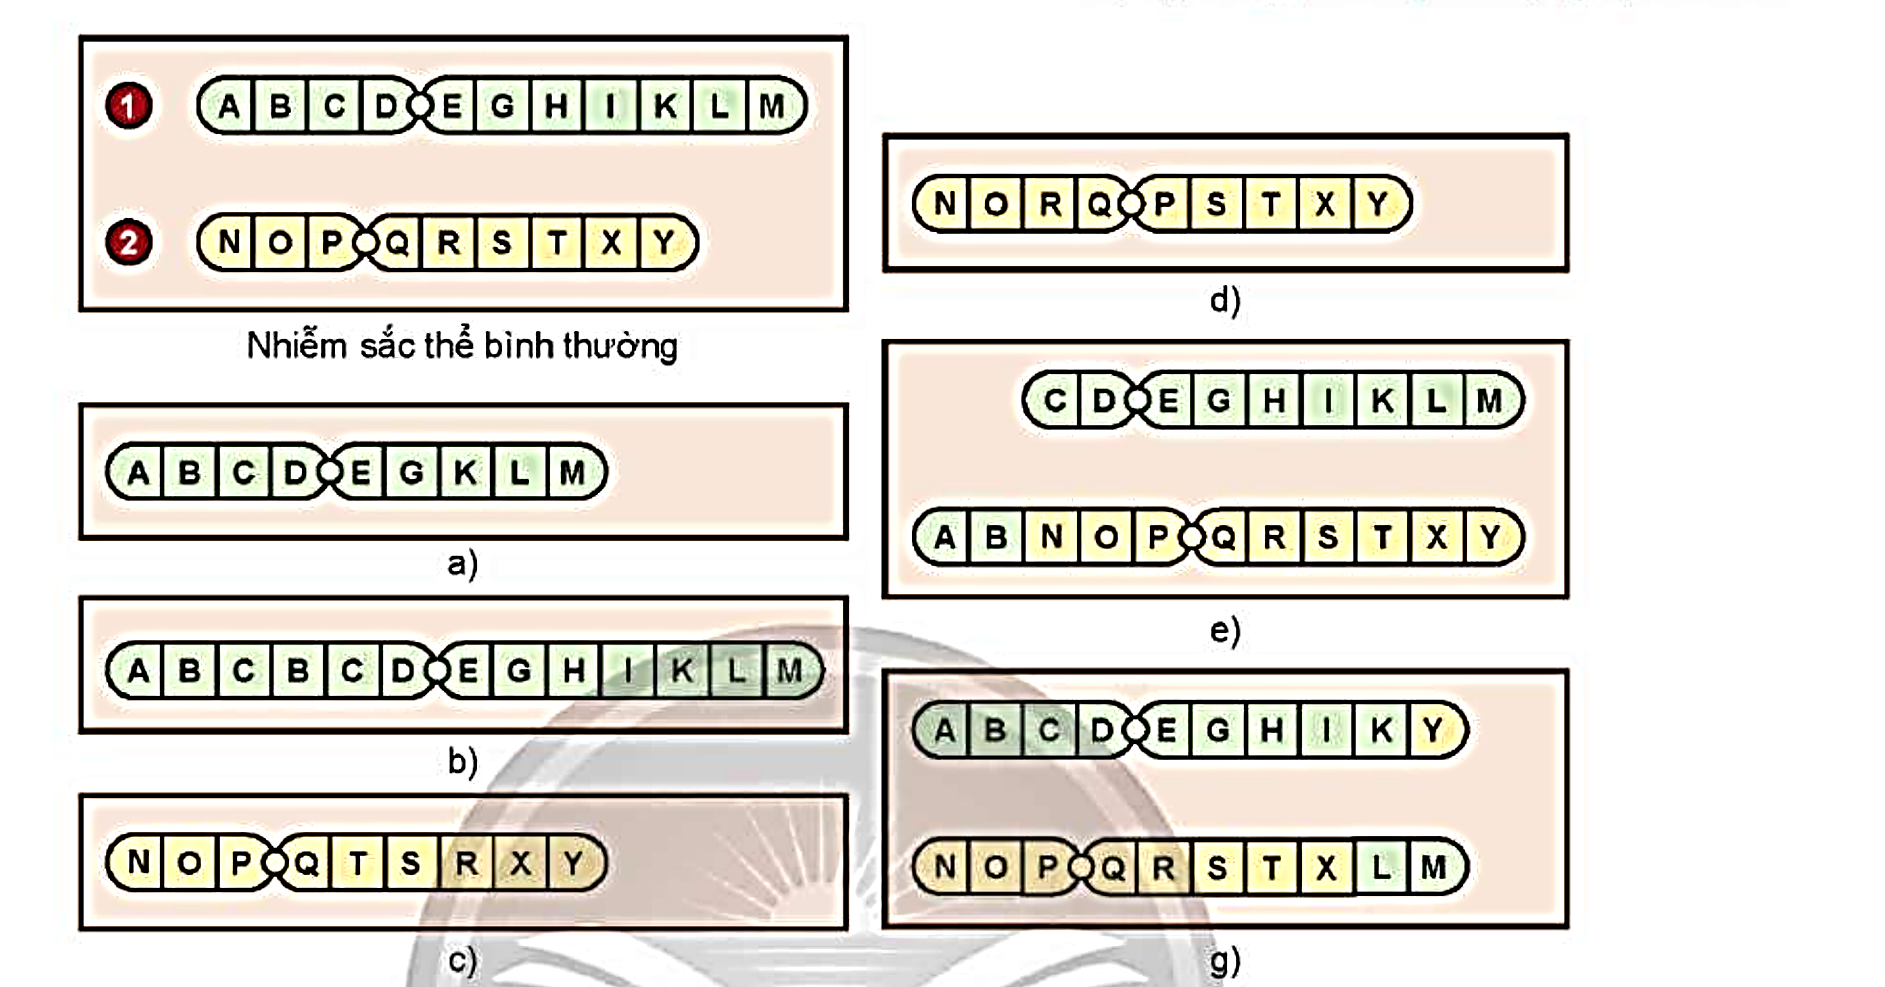 1 A B C D E G H I K L M
2 N O P Q R S T X Y
Nhiễm sắc thể bình thường
A B C D E G K L M
a)
A B C B C D E G H I K L M
b)
N O P Q T S R X Y
c)
N O R Q P S T X Y
d)
C D E G H I K L M
A B N O P Q R S T X Y
e)
A B C D E G H I K Y
N O P Q R S T X L M
g)